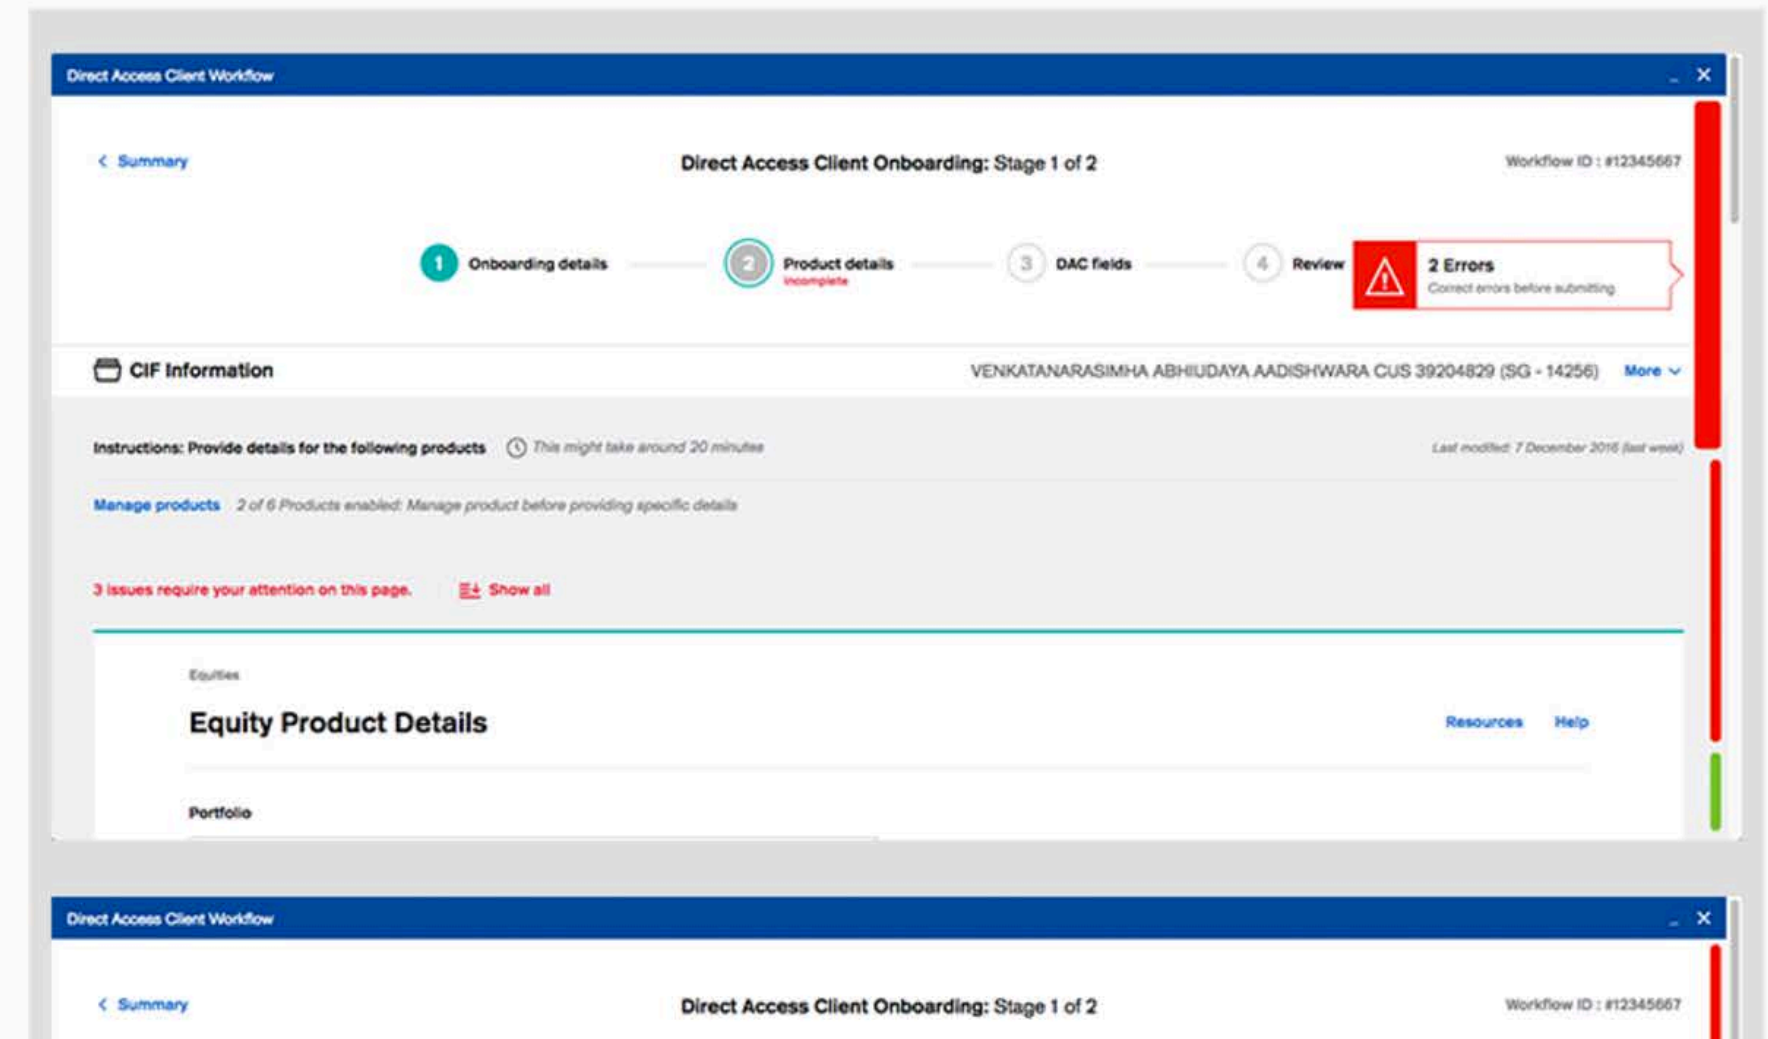 Direct Access Client Workflow
Summary
Direct Access Client Onboarding: Stage 1 of 2
Workflow ID : #12345667
1 Onboarding details
2 Product details
Incomplete
3 DAC fields
4 Review
2 Errors
Correct errors before submitting
CIF Information
VENKATANARASIMHA ABHIUDAYA AADISHWARA CUS 39204829 (SG - 14256)
More
Instructions: Provide details for the following products
This might take around 20 minutes
Last modified: 7 December 2016 (last week)
Manage products
2 of 6 Products enabled: Manage product before providing specific details
3 issues require your attention on this page.
Show all
Equities
Equity Product Details
Resources
Help
Portfolio
Direct Access Client Workflow
Summary
Direct Access Client Onboarding: Stage 1 of 2
Workflow ID : #12345667